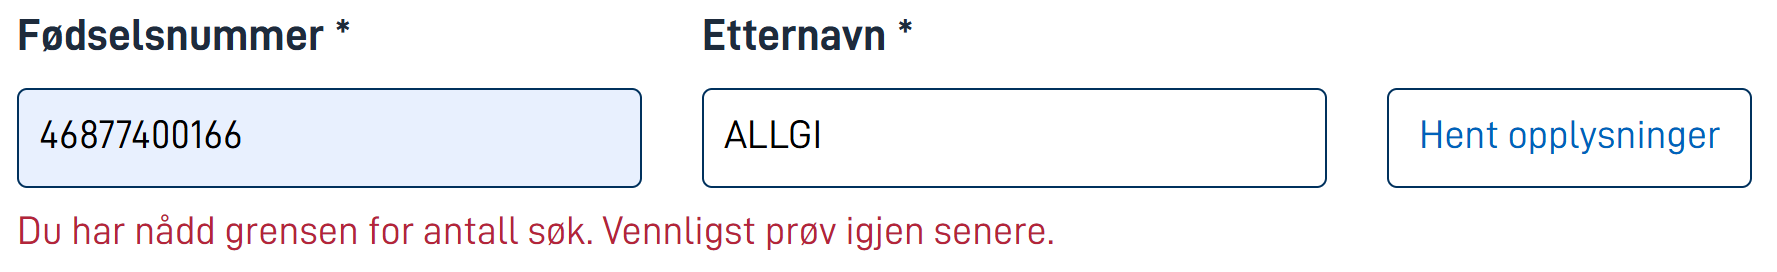 Fødselsnummer *
Etternavn *
46877400166
ALLGI
Hent opplysninger
Du har nådd grensen for antall søk. Vennligst prøv igjen senere.